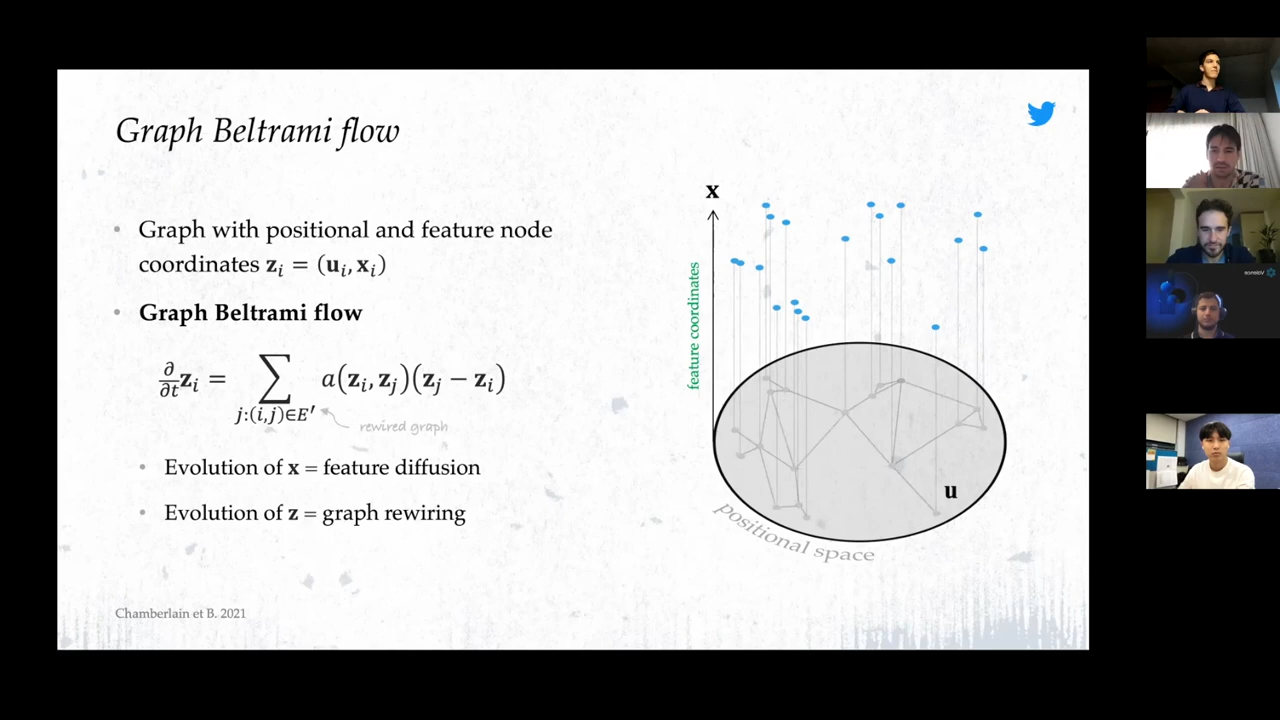 Graph Beltrami flow
• Graph with positional and feature node
coordinates 𝐳ᵢ = (𝐮ᵢ, 𝐱ᵢ)
• Graph Beltrami flow
∂/∂t 𝐳ᵢ = ∑ a(𝐳ᵢ, 𝐳ⱼ)(𝐳ⱼ − 𝐳ᵢ)
j:(i,j)∈E′
rewired graph
• Evolution of 𝐱 = feature diffusion
• Evolution of 𝐳 = graph rewiring
Chamberlain et B. 2021
𝐱
feature coordinates
𝐮
positional space